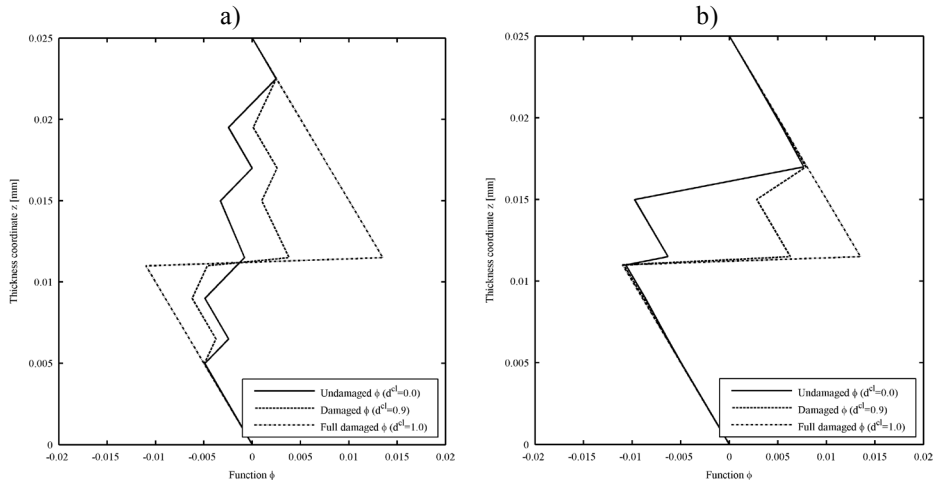 a)
0.025
0.02
0.015
0.01
0.005
0
-0.02 -0.015 -0.01 -0.005 0 0.005 0.01 0.015 0.02
Thickness coordinate z [mm]
Function ϕ
Undamaged ϕ (d^cl=0.0)
Damaged ϕ (d^cl=0.9)
Full damaged ϕ (d^cl=1.0)
b)
0.025
0.02
0.015
0.01
0.005
0
-0.02 -0.015 -0.01 -0.005 0 0.005 0.01 0.015 0.02
Thickness coordinate z [mm]
Function ϕ
Undamaged ϕ (d^cl=0.0)
Damaged ϕ (d^cl=0.9)
Full damaged ϕ (d^cl=1.0)